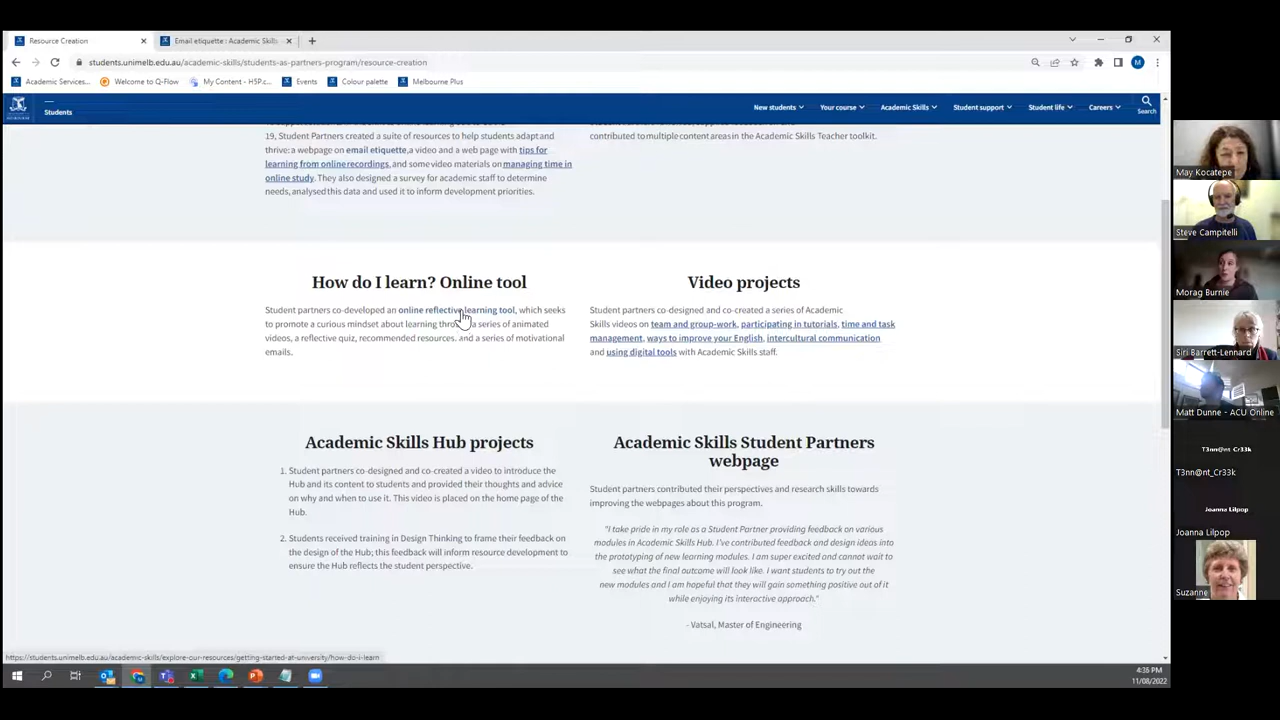 Resource Creation
Email etiquette : Academic Skills
students.unimelb.edu.au/academic-skills/students-as-partners-program/resource-creation
M
Academic Services...
Welcome to Q-Flow
My Content - H5P.c...
Events
Colour palette
Melbourne Plus
Students
New students
Your course
Academic Skills
Student support
Student life
Careers
Search
19, Student Partners created a suite of resources to help students adapt and
thrive: a webpage on email etiquette,a video and a web page with tips for
learning from online recordings, and some video materials on managing time in
online study. They also designed a survey for academic staff to determine
needs, analysed this data and used it to inform development priorities.
contributed to multiple content areas in the Academic Skills Teacher toolkit.
How do I learn? Online tool
Student partners co-developed an online reflective learning tool, which seeks
to promote a curious mindset about learning through a series of animated
videos, a reflective quiz, recommended resources. and a series of motivational
emails.
Video projects
Student partners co-designed and co-created a series of Academic
Skills videos on team and group-work, participating in tutorials, time and task
management, ways to improve your English, intercultural communication
and using digital tools with Academic Skills staff.
Academic Skills Hub projects
1. Student partners co-designed and co-created a video to introduce the
Hub and its content to students and provided their thoughts and advice
on why and when to use it. This video is placed on the home page of the
Hub.
2. Students received training in Design Thinking to frame their feedback on
the design of the Hub; this feedback will inform resource development to
ensure the Hub reflects the student perspective.
Academic Skills Student Partners
webpage
Student partners contributed their perspectives and research skills towards
improving the webpages about this program.
"I take pride in my role as a Student Partner providing feedback on various
modules in Academic Skills Hub. I've contributed feedback and design ideas into
the prototyping of new learning modules. I am super excited and cannot wait to
see what the final outcome will look like. I want students to try out the
new modules and I am hopeful that they will gain something positive out of it
while enjoying its interactive approach."
- Vatsal, Master of Engineering
https://students.unimelb.edu.au/academic-skills/explore-our-resources/getting-started-at-university/how-do-i-learn
4:35 PM
11/08/2022
May Kocatepe
Steve Campitelli
Morag Burnie
Siri Barrett-Lennard
Matt Dunne - ACU Online
T3nn@nt_Cr33k
T3nn@nt_Cr33k
Joanna Lilpop
Joanna Lilpop
Suzanne